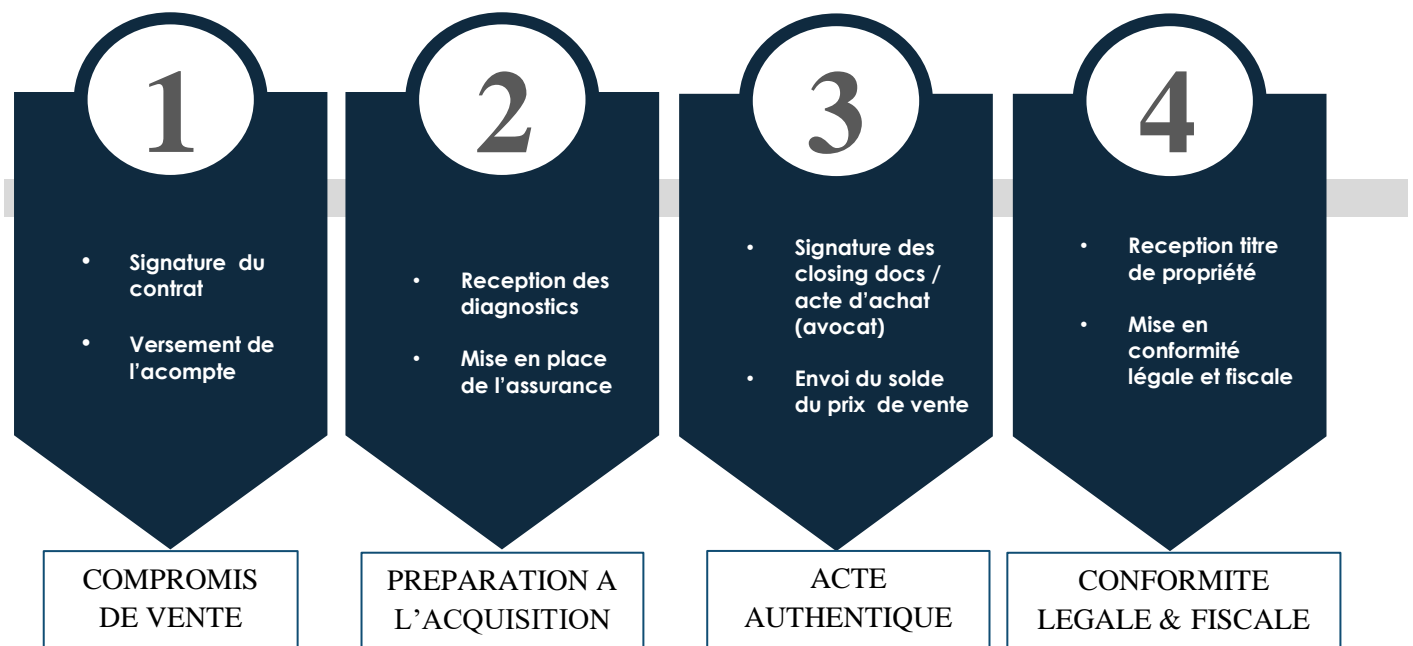 1
• Signature du
contrat
• Versement de
l’acompte
COMPROMIS
DE VENTE
2
• Reception des
diagnostics
• Mise en place
de l’assurance
PREPARATION A
L’ACQUISITION
3
• Signature des
closing docs /
acte d’achat
(avocat)
• Envoi du solde
du prix de vente
ACTE
AUTHENTIQUE
4
• Reception titre
de propriété
• Mise en
conformité
légale et fiscale
CONFORMITE
LEGALE & FISCALE